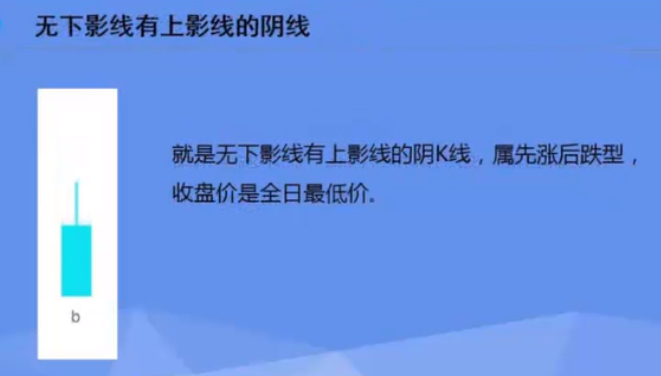 无下影线有上影线的阴线
就是无下影线有上影线的阴K线，属先涨后跌型，
收盘价是全日最低价。
b